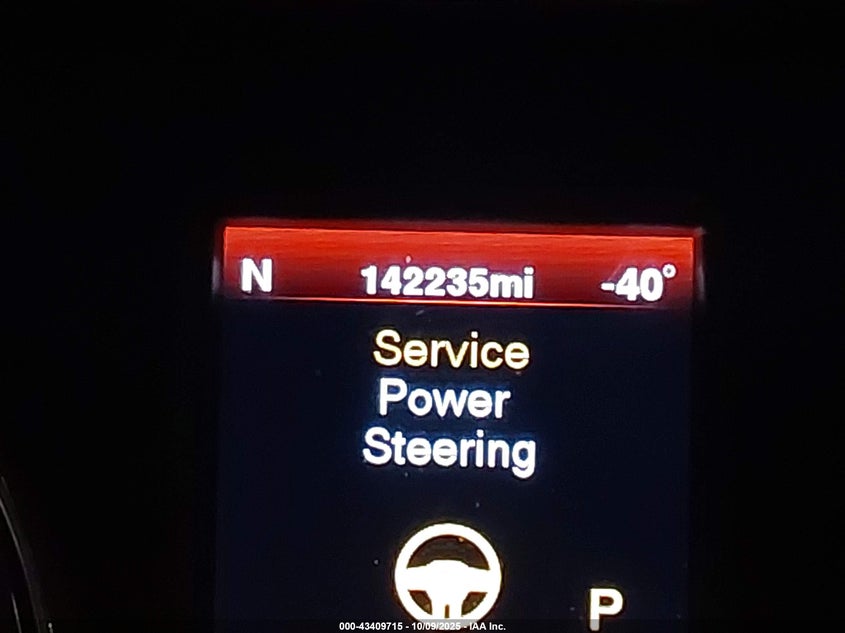 N 142235mi -40°
Service
Power
Steering
P
000-43409715 - 10/09/2025 - IAA Inc.